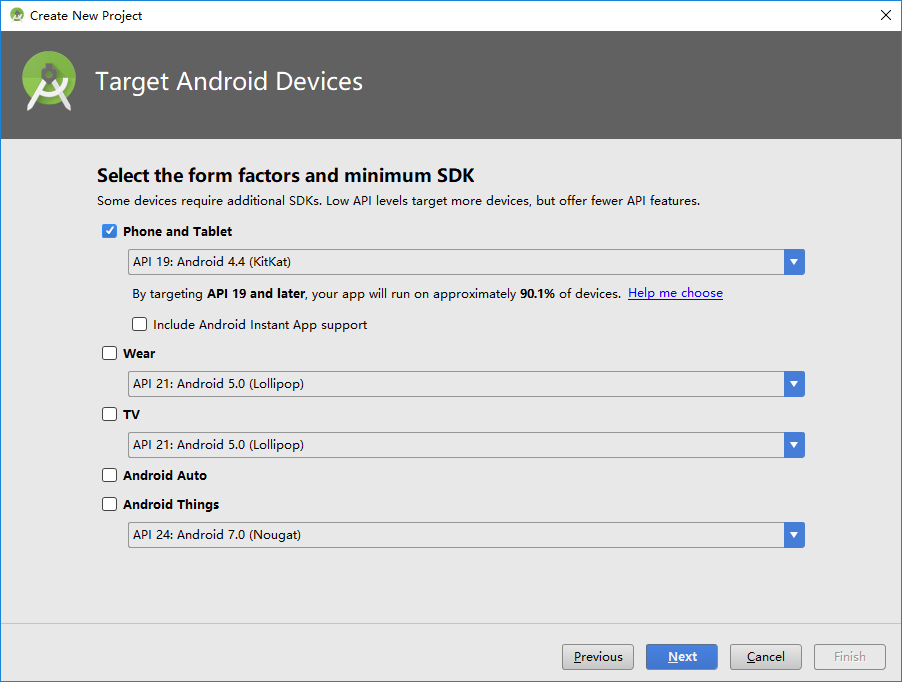 Create New Project
Target Android Devices
Select the form factors and minimum SDK
Some devices require additional SDKs. Low API levels target more devices, but offer fewer API features.
Phone and Tablet
API 19: Android 4.4 (KitKat)
By targeting API 19 and later, your app will run on approximately 90.1% of devices. Help me choose
Include Android Instant App support
Wear
API 21: Android 5.0 (Lollipop)
TV
API 21: Android 5.0 (Lollipop)
Android Auto
Android Things
API 24: Android 7.0 (Nougat)
Previous Next Cancel Finish